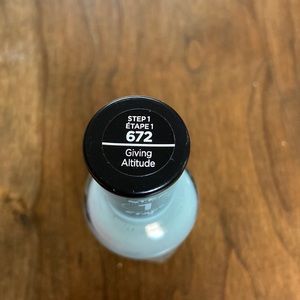 STEP 1
ÉTAPE 1
672
Giving
Altitude